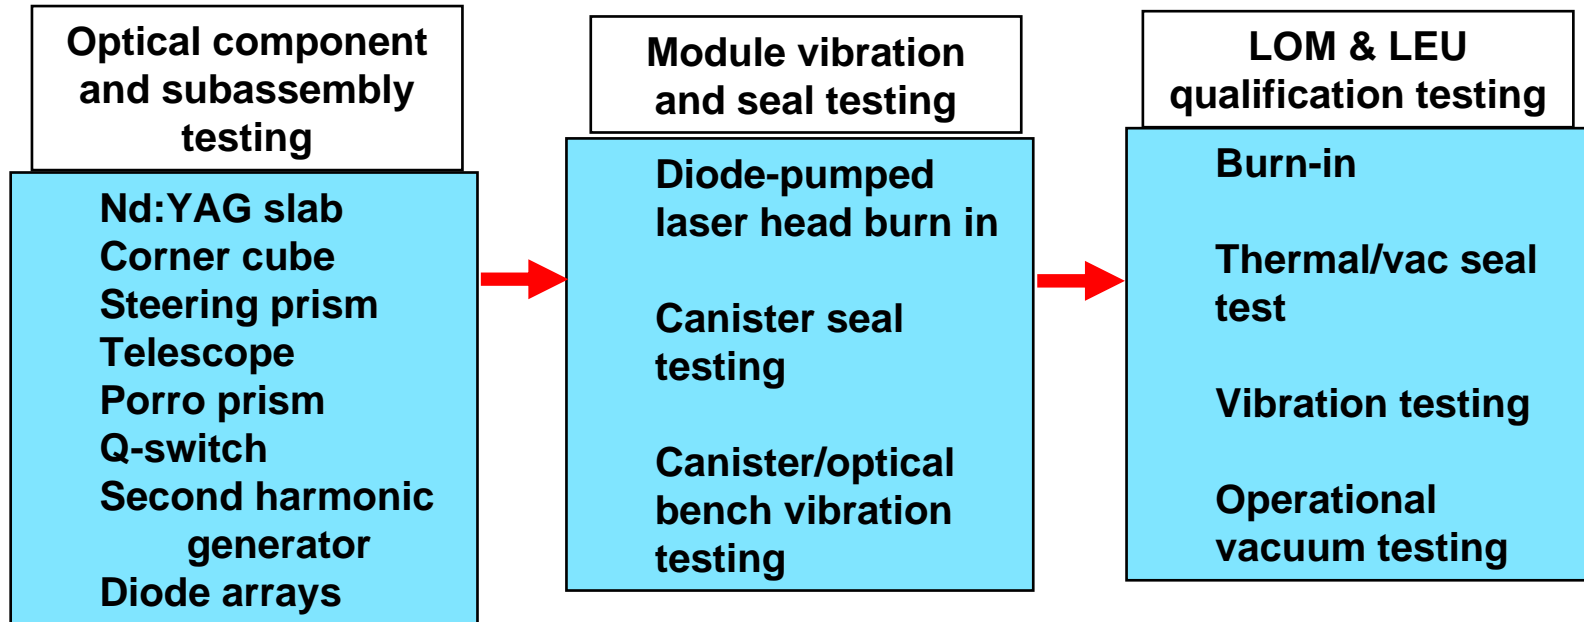 Optical component
and subassembly
testing
Nd:YAG slab
Corner cube
Steering prism
Telescope
Porro prism
Q-switch
Second harmonic
generator
Diode arrays
Module vibration
and seal testing
Diode-pumped
laser head burn in
Canister seal
testing
Canister/optical
bench vibration
testing
LOM & LEU
qualification testing
Burn-in
Thermal/vac seal
test
Vibration testing
Operational
vacuum testing